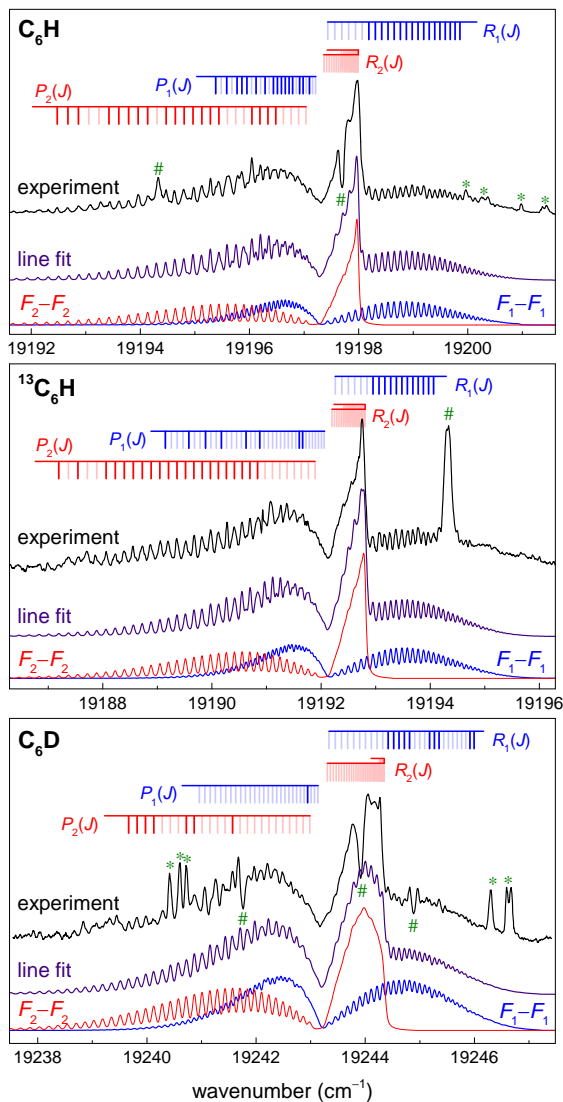 C₆H
R₁(J)
R₂(J)
P₁(J)
P₂(J)
#
experiment
#
* * * *
line fit
F₂–F₂ F₁–F₁
19192 19194 19196 19198 19200
¹³C₆H
R₁(J)
R₂(J)
#
P₁(J)
P₂(J)
experiment
line fit
F₂–F₂ F₁–F₁
19188 19190 19192 19194 19196
C₆D
R₁(J)
R₂(J)
P₁(J)
P₂(J)
* * *
experiment
* * *
# # #
line fit
F₂–F₂ F₁–F₁
19238 19240 19242 19244 19246
wavenumber (cm⁻¹)